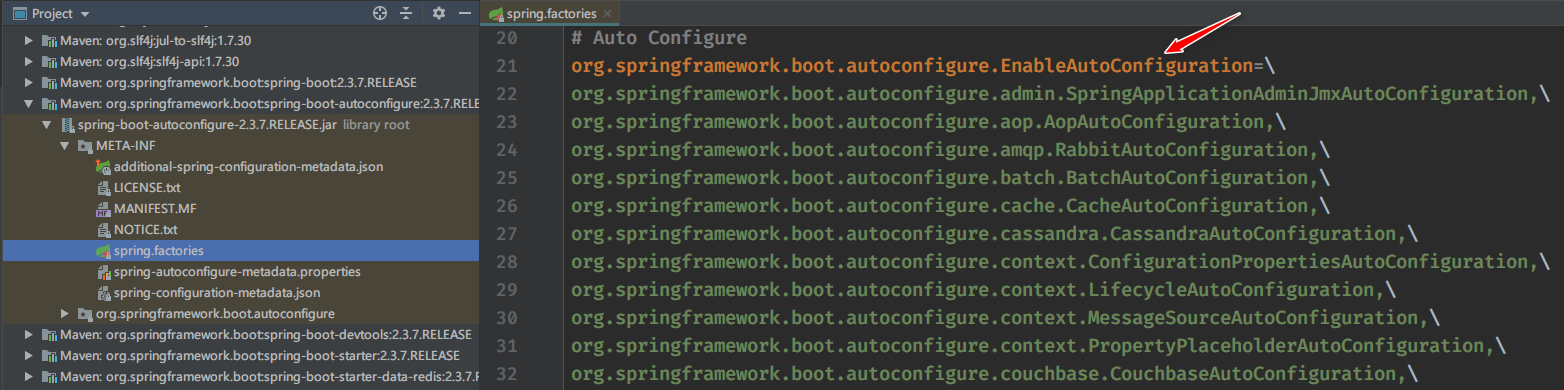 Project
Maven: org.slf4j:jul-to-slf4j:1.7.30
Maven: org.slf4j:slf4j-api:1.7.30
Maven: org.springframework.boot:spring-boot:2.3.7.RELEASE
Maven: org.springframework.boot:spring-boot-autoconfigure:2.3.7.RELE
spring-boot-autoconfigure-2.3.7.RELEASE.jar library root
META-INF
additional-spring-configuration-metadata.json
LICENSE.txt
MF MANIFEST.MF
NOTICE.txt
spring.factories
spring-autoconfigure-metadata.properties
spring-configuration-metadata.json
org.springframework.boot.autoconfigure
Maven: org.springframework.boot:spring-boot-devtools:2.3.7.RELEASE
Maven: org.springframework.boot:spring-boot-starter:2.3.7.RELEASE
Maven: org.springframework.boot:spring-boot-starter-data-redis:2.3.7.F
spring.factories
20 # Auto Configure
21 org.springframework.boot.autoconfigure.EnableAutoConfiguration=\
22 org.springframework.boot.autoconfigure.admin.SpringApplicationAdminJmxAutoConfiguration,\
23 org.springframework.boot.autoconfigure.aop.AopAutoConfiguration,\
24 org.springframework.boot.autoconfigure.amqp.RabbitAutoConfiguration,\
25 org.springframework.boot.autoconfigure.batch.BatchAutoConfiguration,\
26 org.springframework.boot.autoconfigure.cache.CacheAutoConfiguration,\
27 org.springframework.boot.autoconfigure.cassandra.CassandraAutoConfiguration,\
28 org.springframework.boot.autoconfigure.context.ConfigurationPropertiesAutoConfiguration,\
29 org.springframework.boot.autoconfigure.context.LifecycleAutoConfiguration,\
30 org.springframework.boot.autoconfigure.context.MessageSourceAutoConfiguration,\
31 org.springframework.boot.autoconfigure.context.PropertyPlaceholderAutoConfiguration,\
32 org.springframework.boot.autoconfigure.couchbase.CouchbaseAutoConfiguration,\